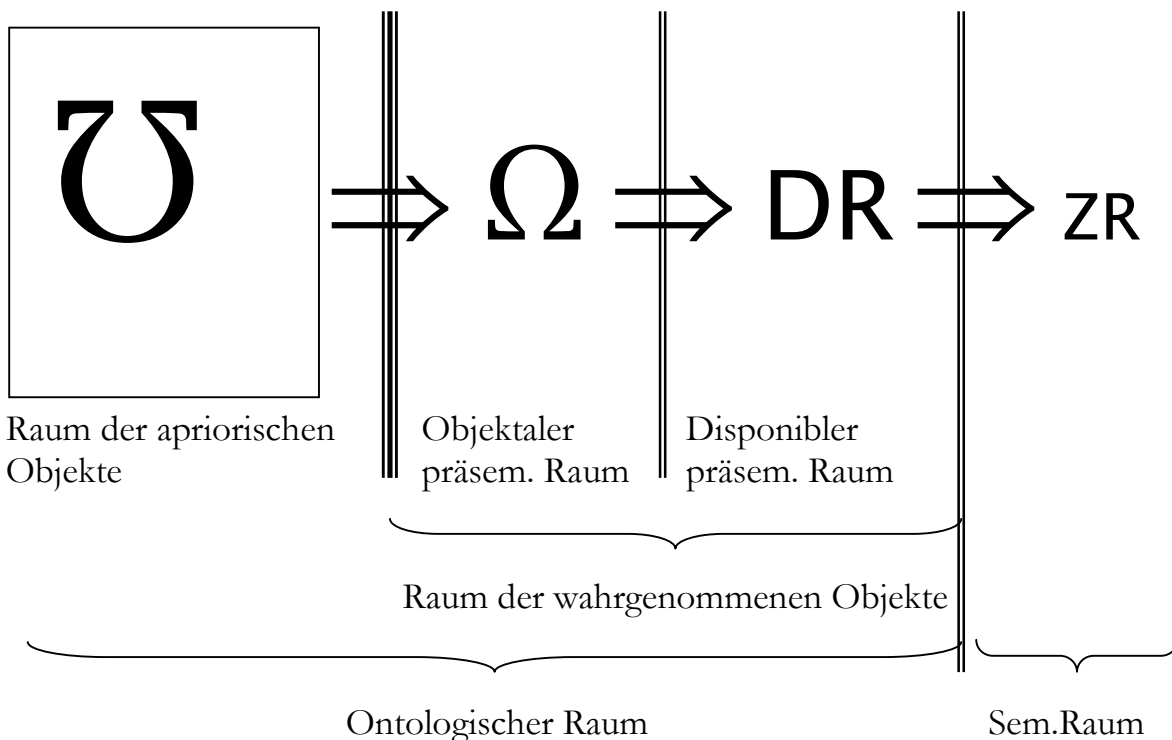 ℧ ⇒ Ω ⇒ DR ⇒ ZR
Raum der apriorischen
Objekte
Objektaler
präsem. Raum
Disponibler
präsem. Raum
Raum der wahrgenommenen Objekte
Ontologischer Raum
Sem.Raum